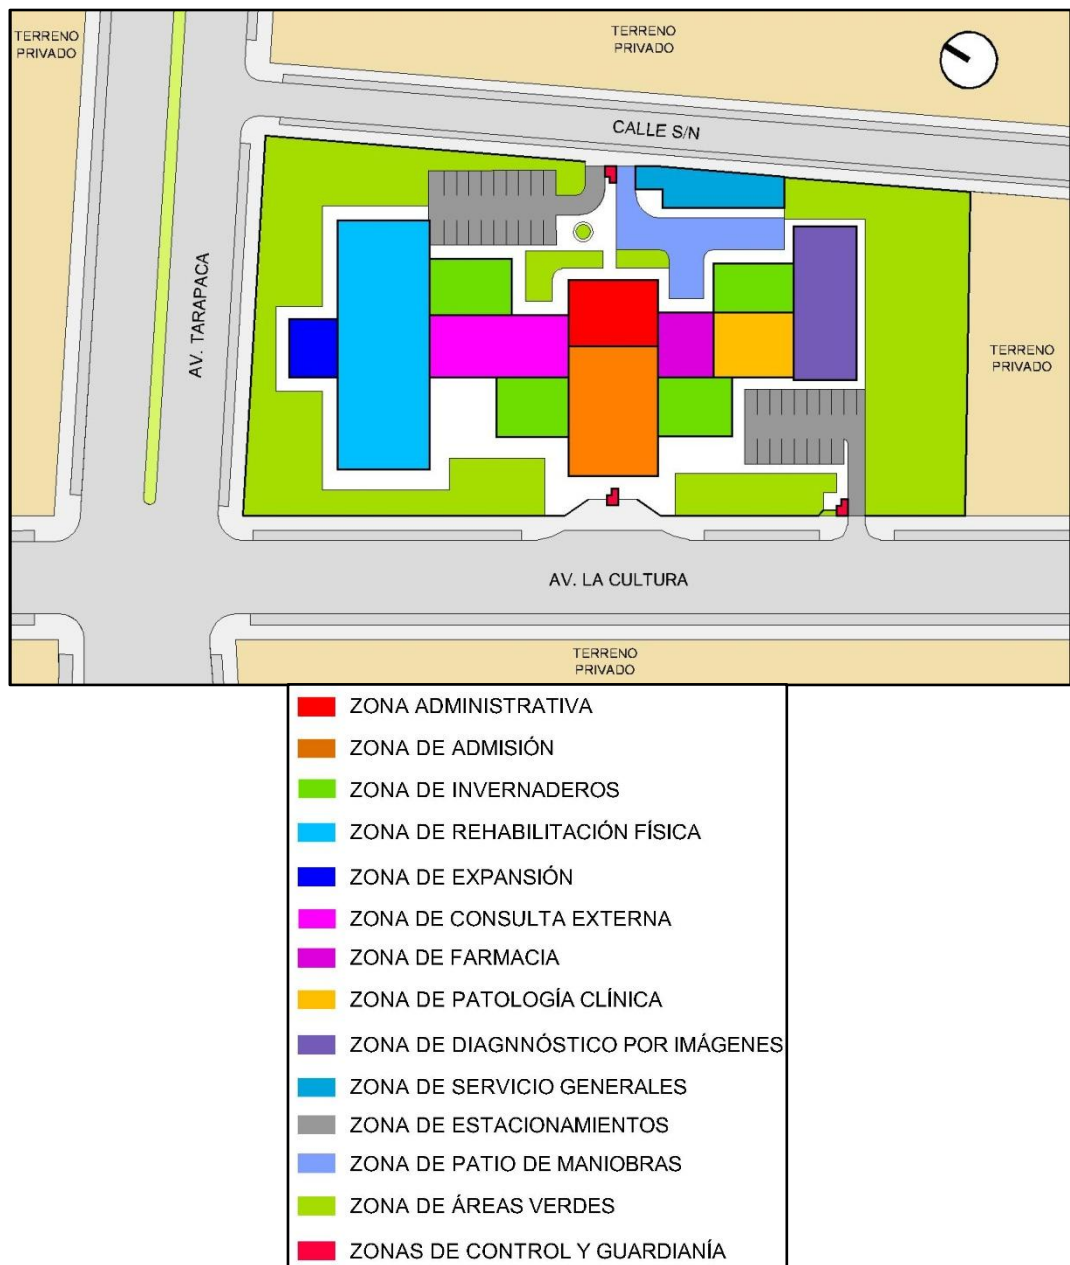 TERRENO
PRIVADO
TERRENO
PRIVADO
CALLE S/N
AV. TARAPACA
TERRENO
PRIVADO
AV. LA CULTURA
TERRENO
PRIVADO
ZONA ADMINISTRATIVA
ZONA DE ADMISIÓN
ZONA DE INVERNADEROS
ZONA DE REHABILITACIÓN FÍSICA
ZONA DE EXPANSIÓN
ZONA DE CONSULTA EXTERNA
ZONA DE FARMACIA
ZONA DE PATOLOGÍA CLÍNICA
ZONA DE DIAGNNÓSTICO POR IMÁGENES
ZONA DE SERVICIO GENERALES
ZONA DE ESTACIONAMIENTOS
ZONA DE PATIO DE MANIOBRAS
ZONA DE ÁREAS VERDES
ZONAS DE CONTROL Y GUARDIANÍA